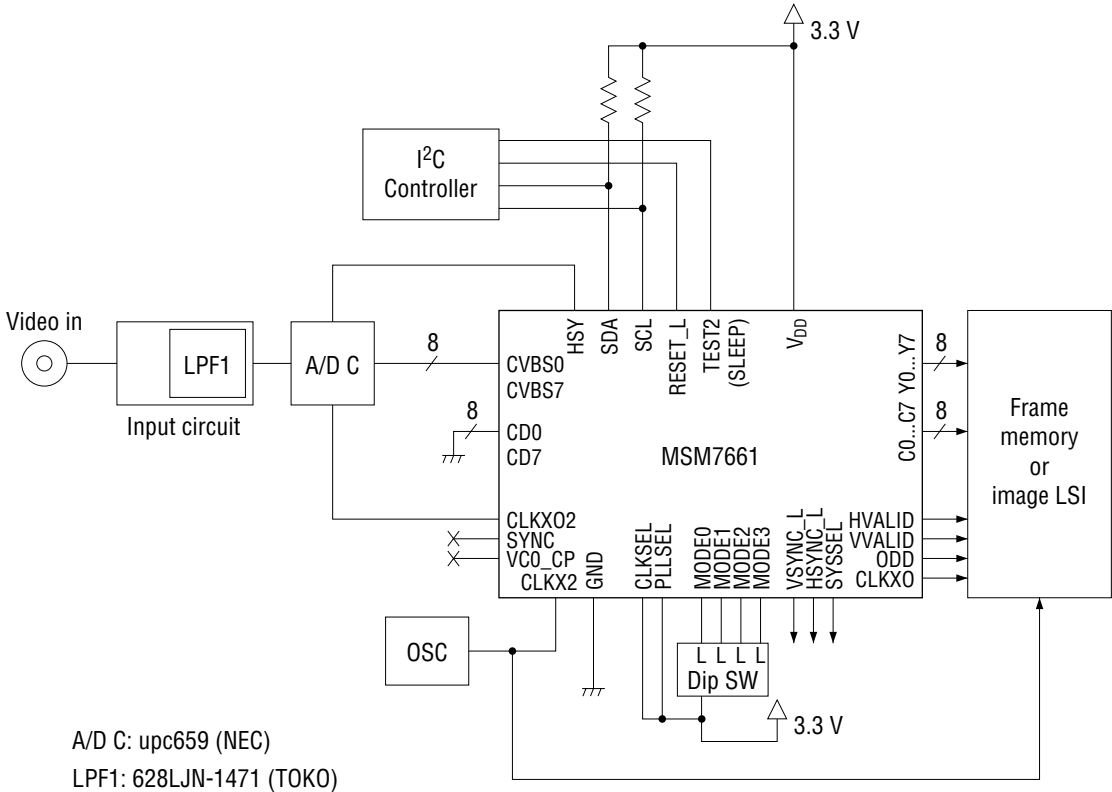 3.3 V
I²C
Controller
Video in
LPF1
Input circuit
A/D C
8
8
HSY
SDA
SCL
RESET_L
TEST2
(SLEEP)
VDD
CVBS0
CVBS7
CD0
CD7
MSM7661
Y0...Y7
C0...C7
8
8
Frame
memory
or
image LSI
CLKXO2
SYNC
VC0_CP
CLKX2
GND
CLKSEL
PLLSEL
MODE0
MODE1
MODE2
MODE3
VSYNC_L
HSYNC_L
SYSSEL
HVALID
VVALID
ODD
CLKXO
OSC
L L L L
Dip SW
3.3 V
A/D C: upc659 (NEC)
LPF1: 628LJN-1471 (TOKO)